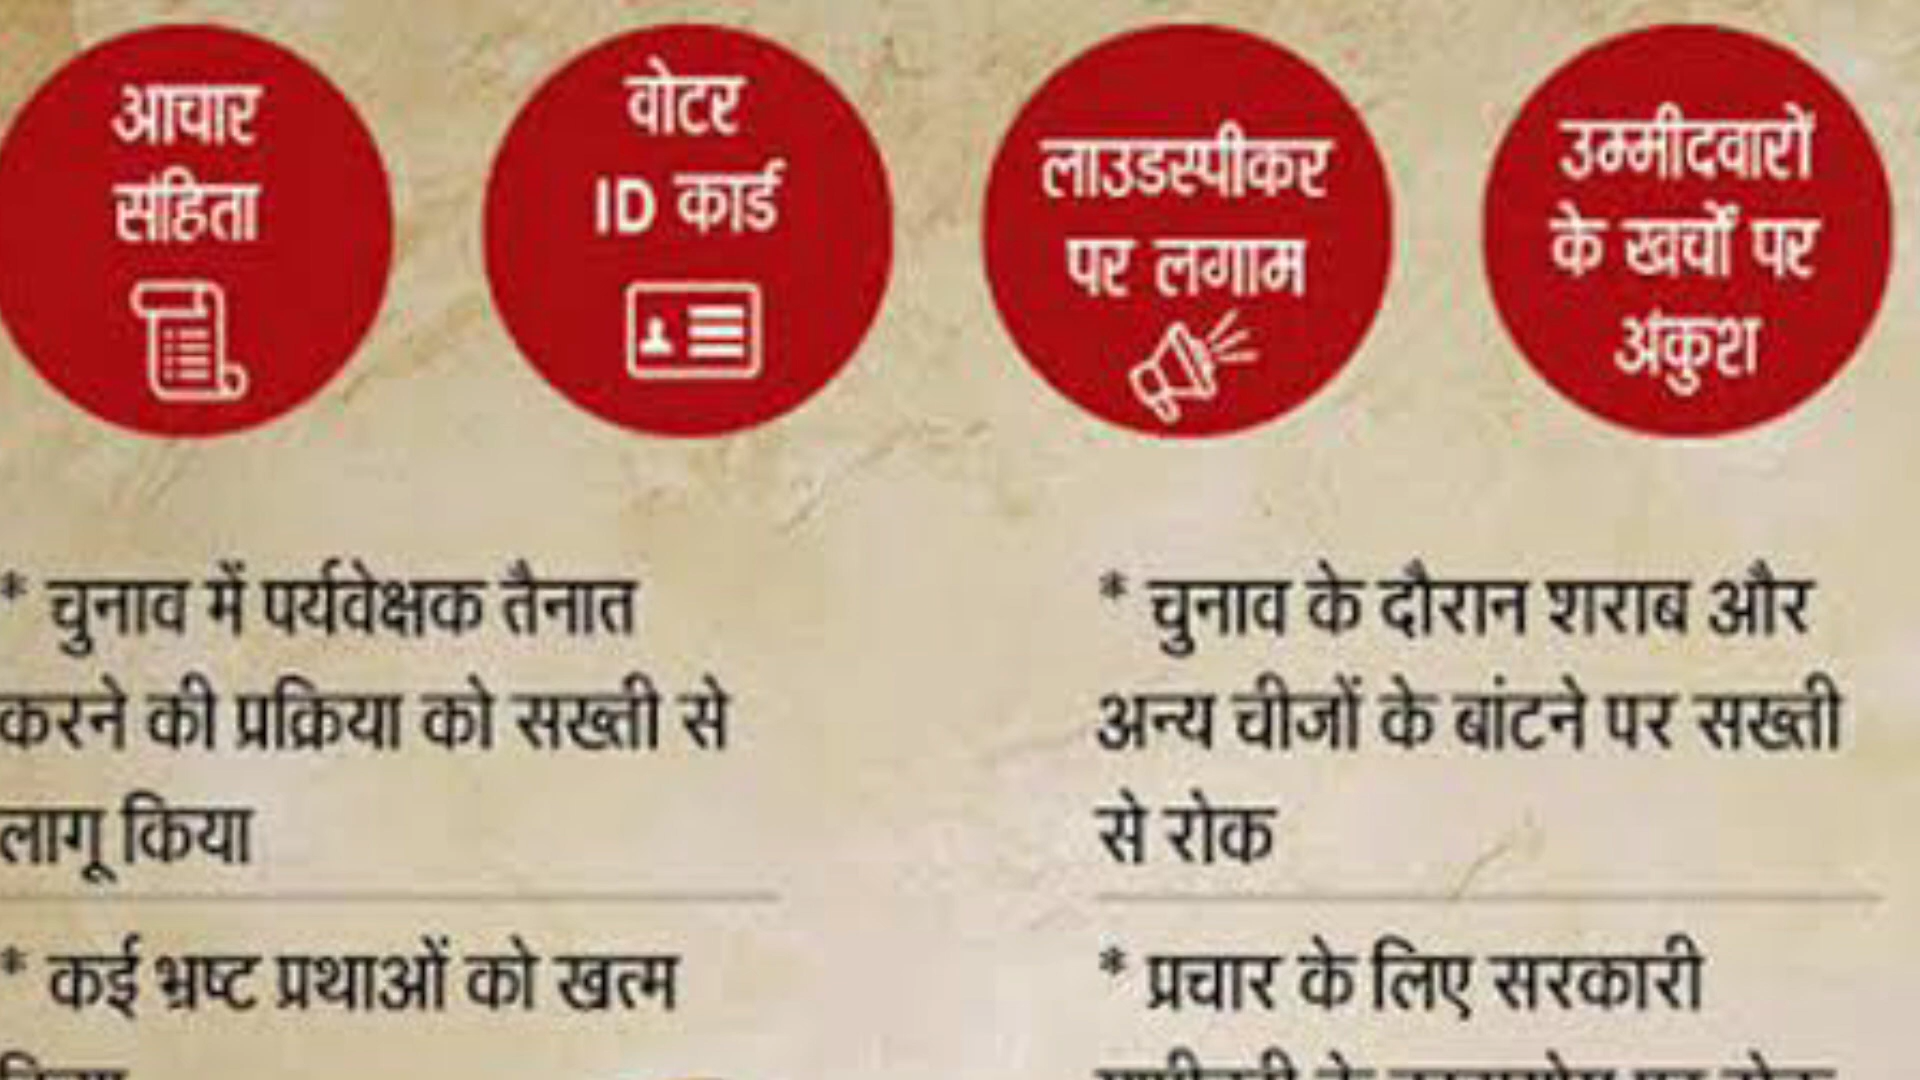 आचार
संहिता
वोटर
ID कार्ड
लाउडस्पीकर
पर लगाम
उम्मीदवारों
के खर्चों पर
अंकुश
* चुनाव में पर्यवेक्षक तैनात
करने की प्रक्रिया को सख्ती से
लागू किया
* कई भ्रष्ट प्रथाओं को खत्म
* चुनाव के दौरान शराब और
अन्य चीजों के बांटने पर सख्ती
से रोक
* प्रचार के लिए सरकारी